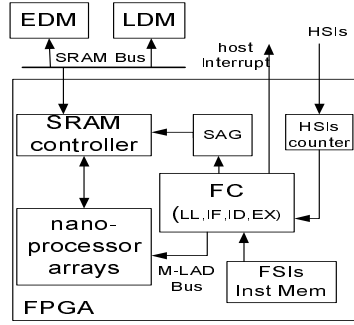 EDM
LDM
SRAM Bus
host
Interrupt
HSIs
SRAM
controller
SAG
HSIs
counter
FC
(LL,IF,ID,EX)
nano-
processor
arrays
M-LAD
Bus
FSIs
Inst Mem
FPGA